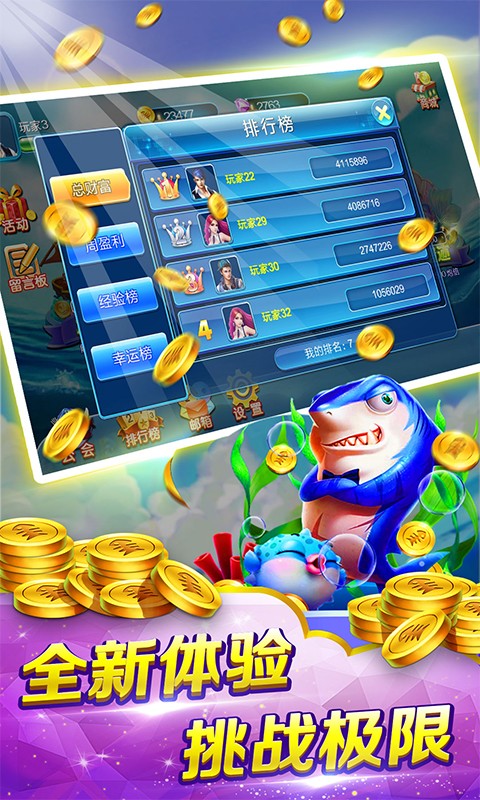 玩家3
23477
2763
商城
排行榜
总财富
玩家22
4115896
活动
玩家29
4086716
周盈利
留言板
玩家30
2747226
经验榜
4
玩家32
1056029
幸运榜
我的排名:7
公会
排行榜
邮箱
设置
全新体验
挑战极限